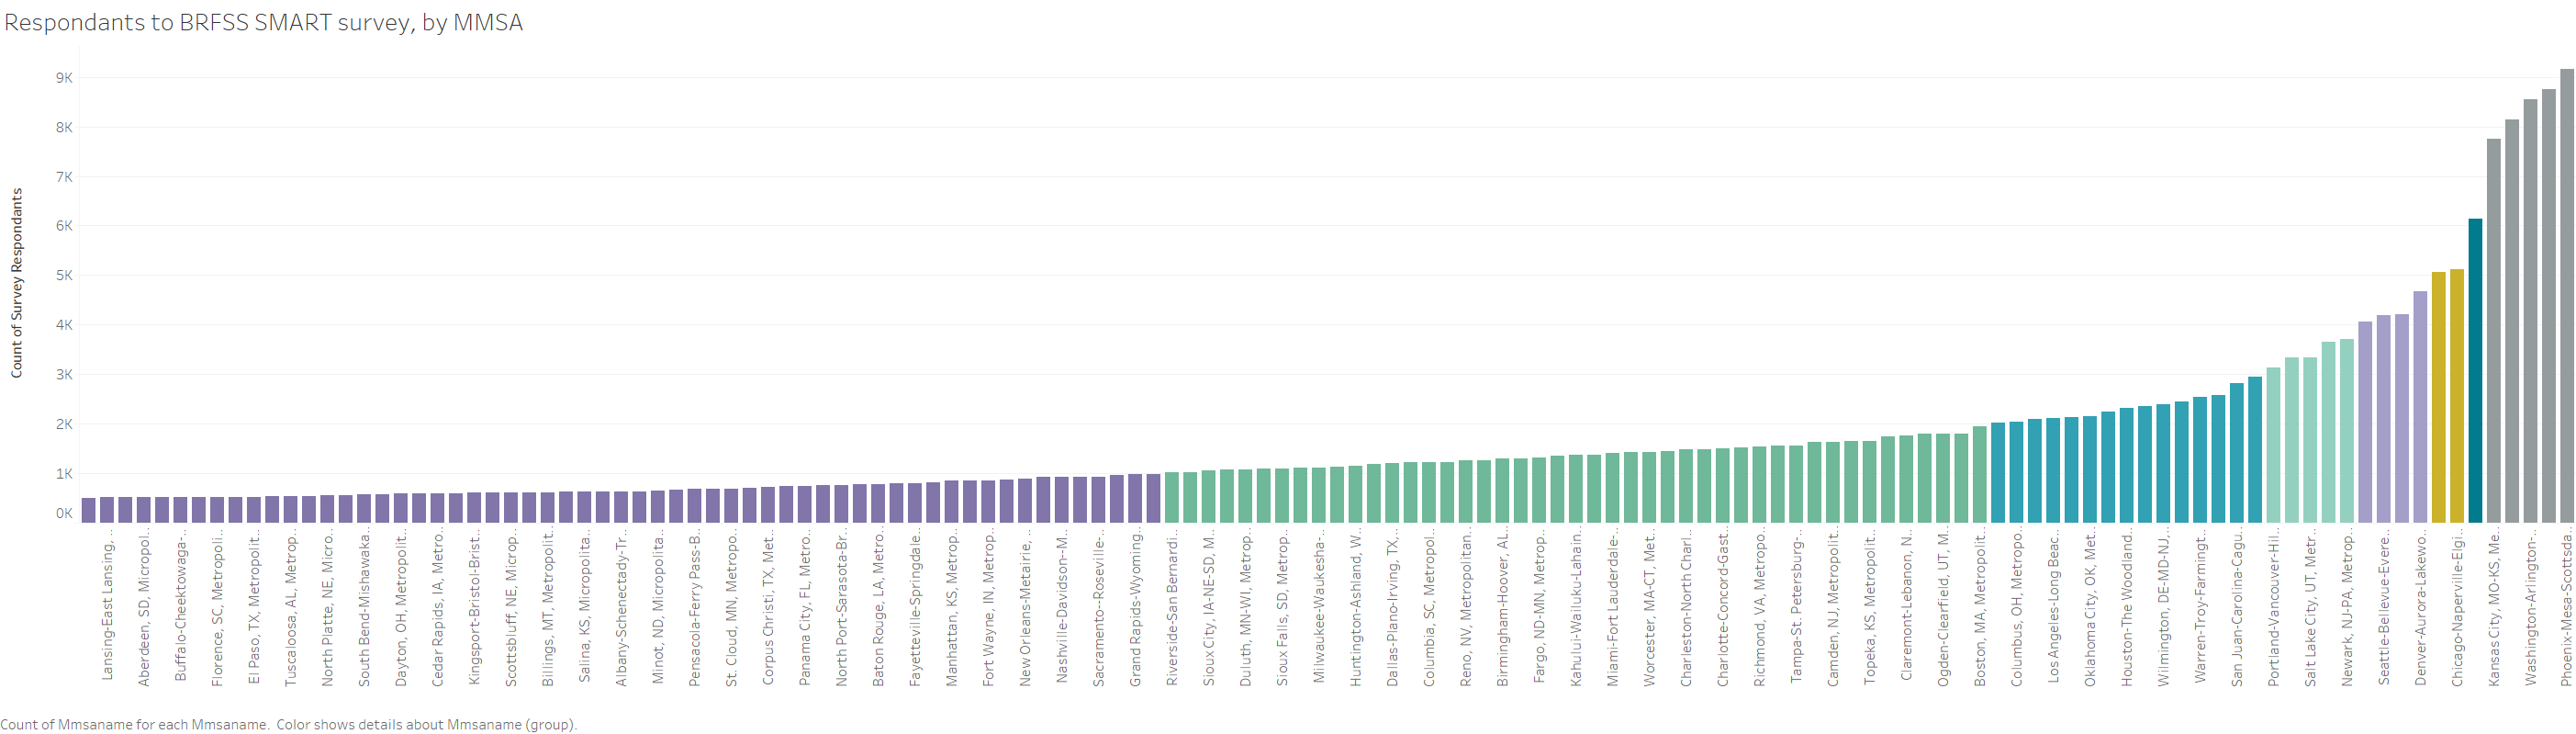 Respondants to BRFSS SMART survey, by MMSA
Count of Survey Respondants
9K
8K
7K
6K
5K
4K
3K
2K
1K
0K
Lansing-East Lansing, ..
Aberdeen, SD, Micropol..
Buffalo-Cheektowaga-..
Florence, SC, Metropoli..
El Paso, TX, Metropolit..
Tuscaloosa, AL, Metrop..
North Platte, NE, Micro..
South Bend-Mishawaka..
Dayton, OH, Metropolit..
Cedar Rapids, IA, Metro..
Kingsport-Bristol-Brist..
Scottsbluff, NE, Microp..
Billings, MT, Metropolit..
Salina, KS, Micropolita..
Albany-Schenectady-Tr..
Minot, ND, Micropolita..
Pensacola-Ferry Pass-B..
St. Cloud, MN, Metropo..
Corpus Christi, TX, Met..
Panama City, FL, Metro..
North Port-Sarasota-Br..
Baton Rouge, LA, Metro..
Fayetteville-Springdale..
Manhattan, KS, Metrop..
Fort Wayne, IN, Metrop..
New Orleans-Metairie, ..
Nashville-Davidson--M..
Sacramento--Roseville-..
Grand Rapids-Wyoming..
Riverside-San Bernardi..
Sioux City, IA-NE-SD, M..
Duluth, MN-WI, Metrop..
Sioux Falls, SD, Metrop..
Milwaukee-Waukesha-..
Huntington-Ashland, W..
Dallas-Plano-Irving, TX,..
Columbia, SC, Metropol..
Reno, NV, Metropolitan..
Birmingham-Hoover, AL..
Fargo, ND-MN, Metrop..
Kahului-Wailuku-Lahain..
Miami-Fort Lauderdale-..
Worcester, MA-CT, Met..
Charleston-North Charl..
Charlotte-Concord-Gast..
Richmond, VA, Metropo..
Tampa-St. Petersburg-..
Camden, NJ, Metropolit..
Topeka, KS, Metropolit..
Claremont-Lebanon, N..
Ogden-Clearfield, UT, M..
Boston, MA, Metropolit..
Columbus, OH, Metropo..
Los Angeles-Long Beac..
Oklahoma City, OK, Met..
Houston-The Woodland..
Wilmington, DE-MD-NJ,..
Warren-Troy-Farmingt..
San Juan-Carolina-Cagu..
Portland-Vancouver-Hil..
Salt Lake City, UT, Metr..
Newark, NJ-PA, Metrop..
Seattle-Bellevue-Evere..
Denver-Aurora-Lakewo..
Chicago-Naperville-Elgi..
Kansas City, MO-KS, Me..
Washington-Arlington-..
Phoenix-Mesa-Scottsda..
Count of Mmsaname for each Mmsaname.  Color shows details about Mmsaname (group).